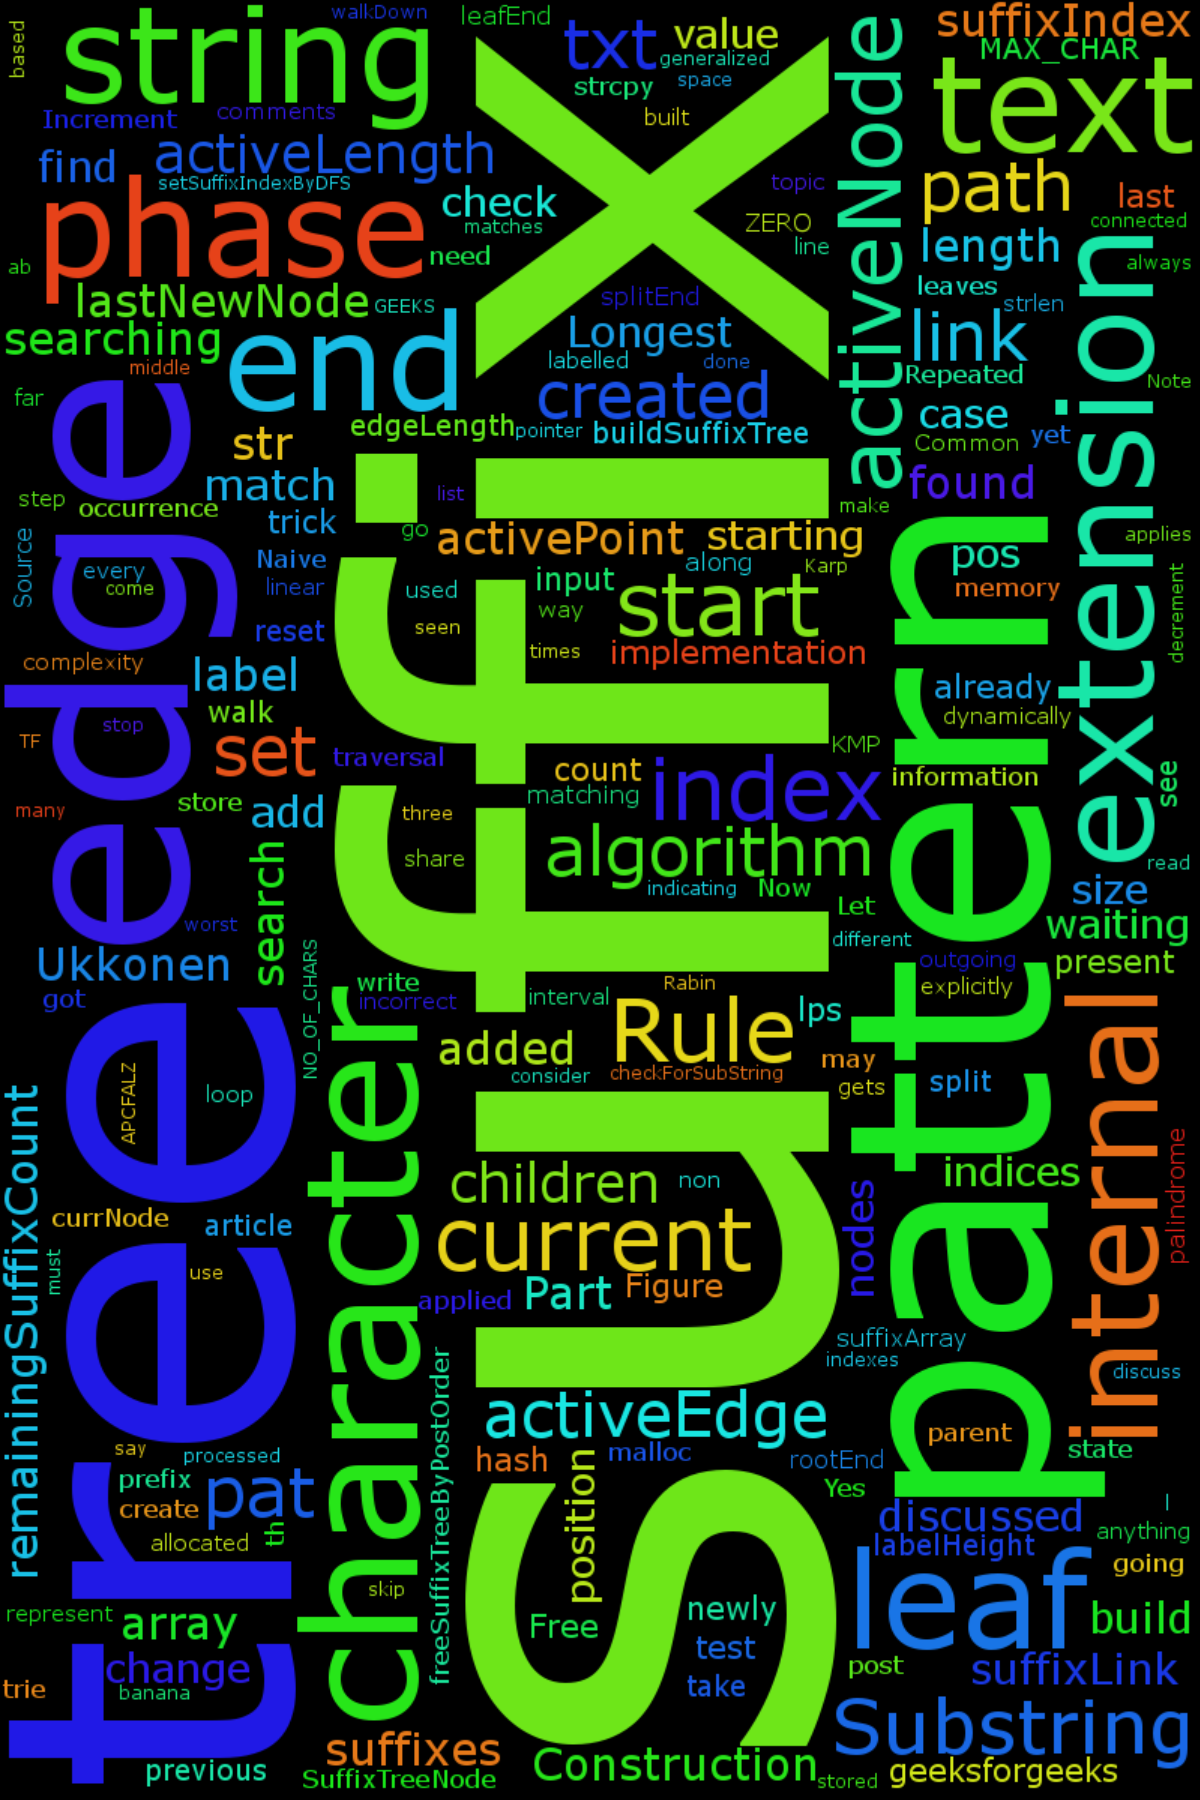 based
string
walkDown
leafEnd
txt
value
generalized
strcpy
space
built
activeNode
suffixIndex
MAX_CHAR
text
Increment
comments
find
activeLength
setSuffixIndexByDFS
phase
check
matches
need
topic
ZERO
line
path
last
connected
length
always
ab
leaves
strlen
lastNewNode
GEEKS
splitEnd
Longest
labelled
done
created
link
Repeated
extension
Note
searching
end
middle
far
edge
edgeLength
pointer
buildSuffixTree
case
Common
yet
str
match
found
step
occurrence
trick
list
make
go
activePoint
starting
Source
every
come
Naive
linear
along
Karp
pos
applies
memory
used
input
way
start
decrement
reset
seen
times
implementation
complexity
label
already
walk
dynamically
stop
TF
set
traversal
Suffix
KMP
count
matching
index
information
see
many
store
add
three
algorithm
share
indicating
Now
Let
pattern
read
size
search
worst
different
waiting
Ukkonen
got
NO_OF_CHARS
write
incorrect
interval
Rabin
outgoing
explicitly
present
Rule
lps
added
consider
checkForSubString
may
gets
split
internal
APCFALZ
loop
tree
remainingSuffixCount
character
children
non
indices
palindrome
nodes
currNode
article
current
must
use
applied
Part
Figure
suffixArray
indexes
discuss
freeSuffixTreeByPostOrder
activeEdge
parent
state
say
processed
hash
position
malloc
rootEnd
Yes
prefix
pat
create
allocated
th
discussed
labelHeight
l
anything
going
skip
leaf
represent
array
Free
newly
test
take
build
change
trie
banana
post
suffixLink
previous
suffixes
SuffixTreeNode
Construction
stored
Substring
geeksforgeeks